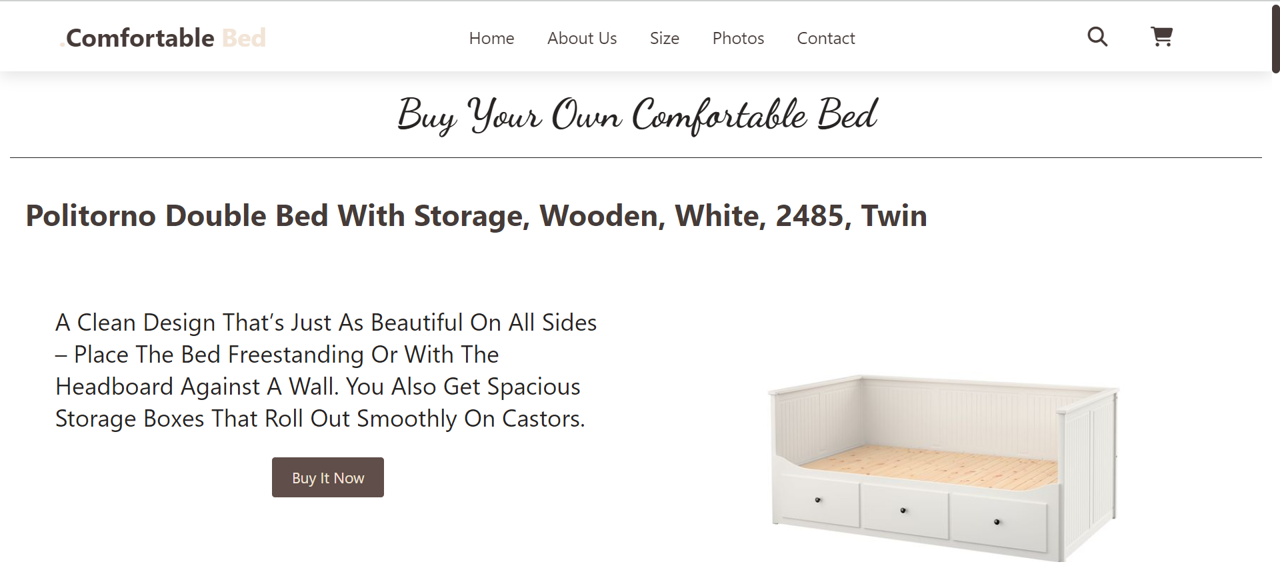 .Comfortable Bed
Home About Us Size Photos Contact
Buy Your Own Comfortable Bed
Politorno Double Bed With Storage, Wooden, White, 2485, Twin
A Clean Design That’s Just As Beautiful On All Sides
– Place The Bed Freestanding Or With The
Headboard Against A Wall. You Also Get Spacious
Storage Boxes That Roll Out Smoothly On Castors.
Buy It Now